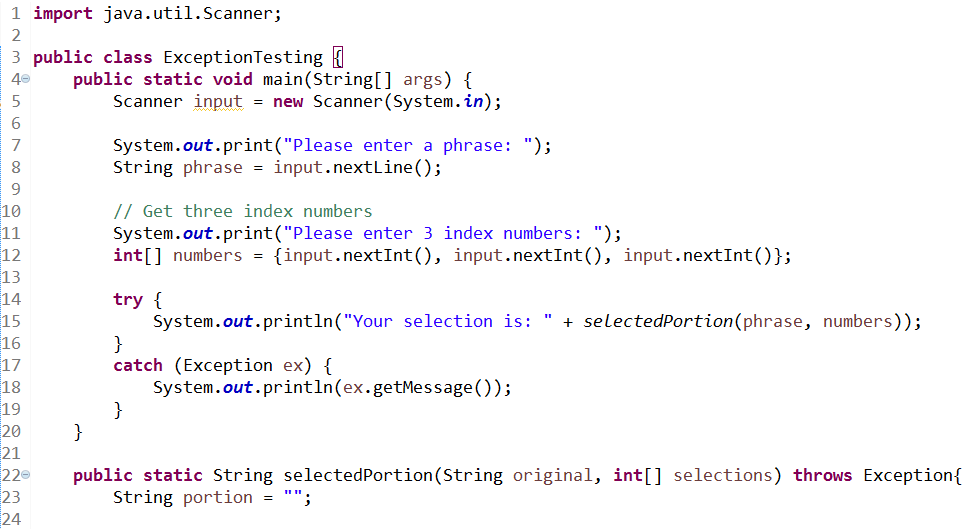 1 import java.util.Scanner;
2
3 public class ExceptionTesting {
4 public static void main(String[] args) {
5 Scanner input = new Scanner(System.in);
6
7 System.out.print("Please enter a phrase: ");
8 String phrase = input.nextLine();
9
10 // Get three index numbers
11 System.out.print("Please enter 3 index numbers: ");
12 int[] numbers = {input.nextInt(), input.nextInt(), input.nextInt()};
13
14 try {
15 System.out.println("Your selection is: " + selectedPortion(phrase, numbers));
16 }
17 catch (Exception ex) {
18 System.out.println(ex.getMessage());
19 }
20 }
21
22 public static String selectedPortion(String original, int[] selections) throws Exception{
23 String portion = "";
24